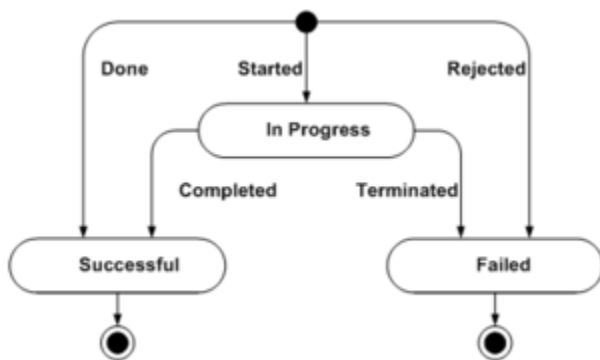 Done
Started
Rejected
In Progress
Completed
Terminated
Successful
Failed